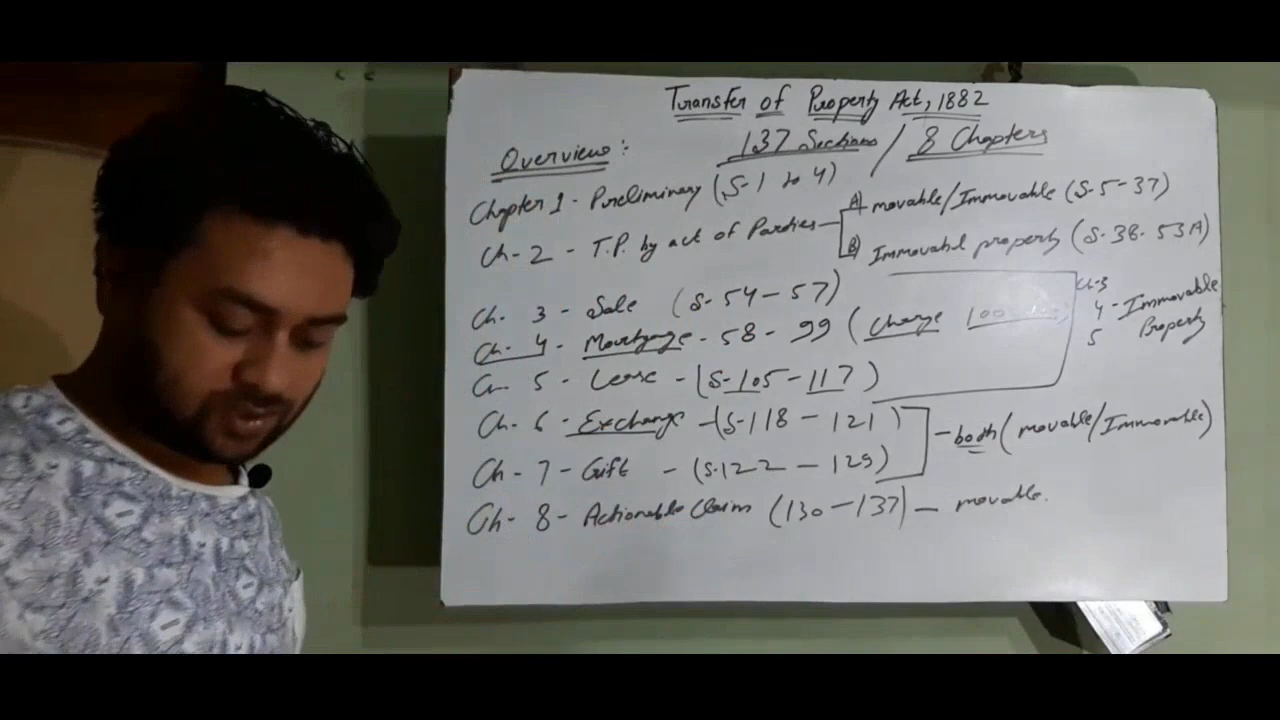 Transfer of Property Act, 1882
Overview: 137 Sections / 8 Chapters
Chapter 1 - Preliminary (S-1 to 4)
Ch-2 - T.P. by act of Parties - A) movable/Immovable (S-5-37)
B) Immovabl property (S.38-53A)
Ch. 3 - Sale (S-54-57)
Ch. 4 - Mortgage - 58-99 (Charge 100
Ch-3
4 - Immovable
5 Property
Ch 5 - Lease - (S-105-117)
Ch. 6 - Exchange - (S-118 - 121)
Ch-7 - Gift - (S.122 - 129)
- both (movable/Immovable)
Ch-8 - Actionable Claim (130-137) - movable.